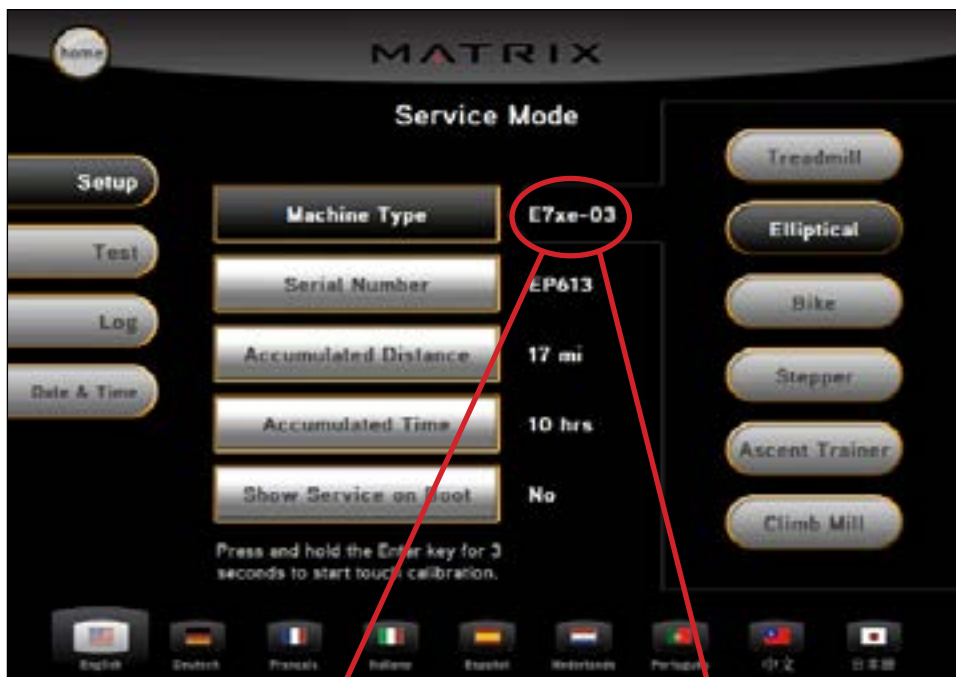 home
MATRIX
Service Mode
Setup
Test
Log
Date & Time
Machine Type
E7xe-03
Serial Number
EP613
Accumulated Distance
17 mi
Accumulated Time
10 hrs
Show Service on Boot
No
Press and hold the Enter key for 3
seconds to start touch calibration.
Treadmill
Elliptical
Bike
Stepper
Ascent Trainer
Climb Mill
English
Deutsch
Français
Italiano
Español
Nederlands
Português
中文
日本語